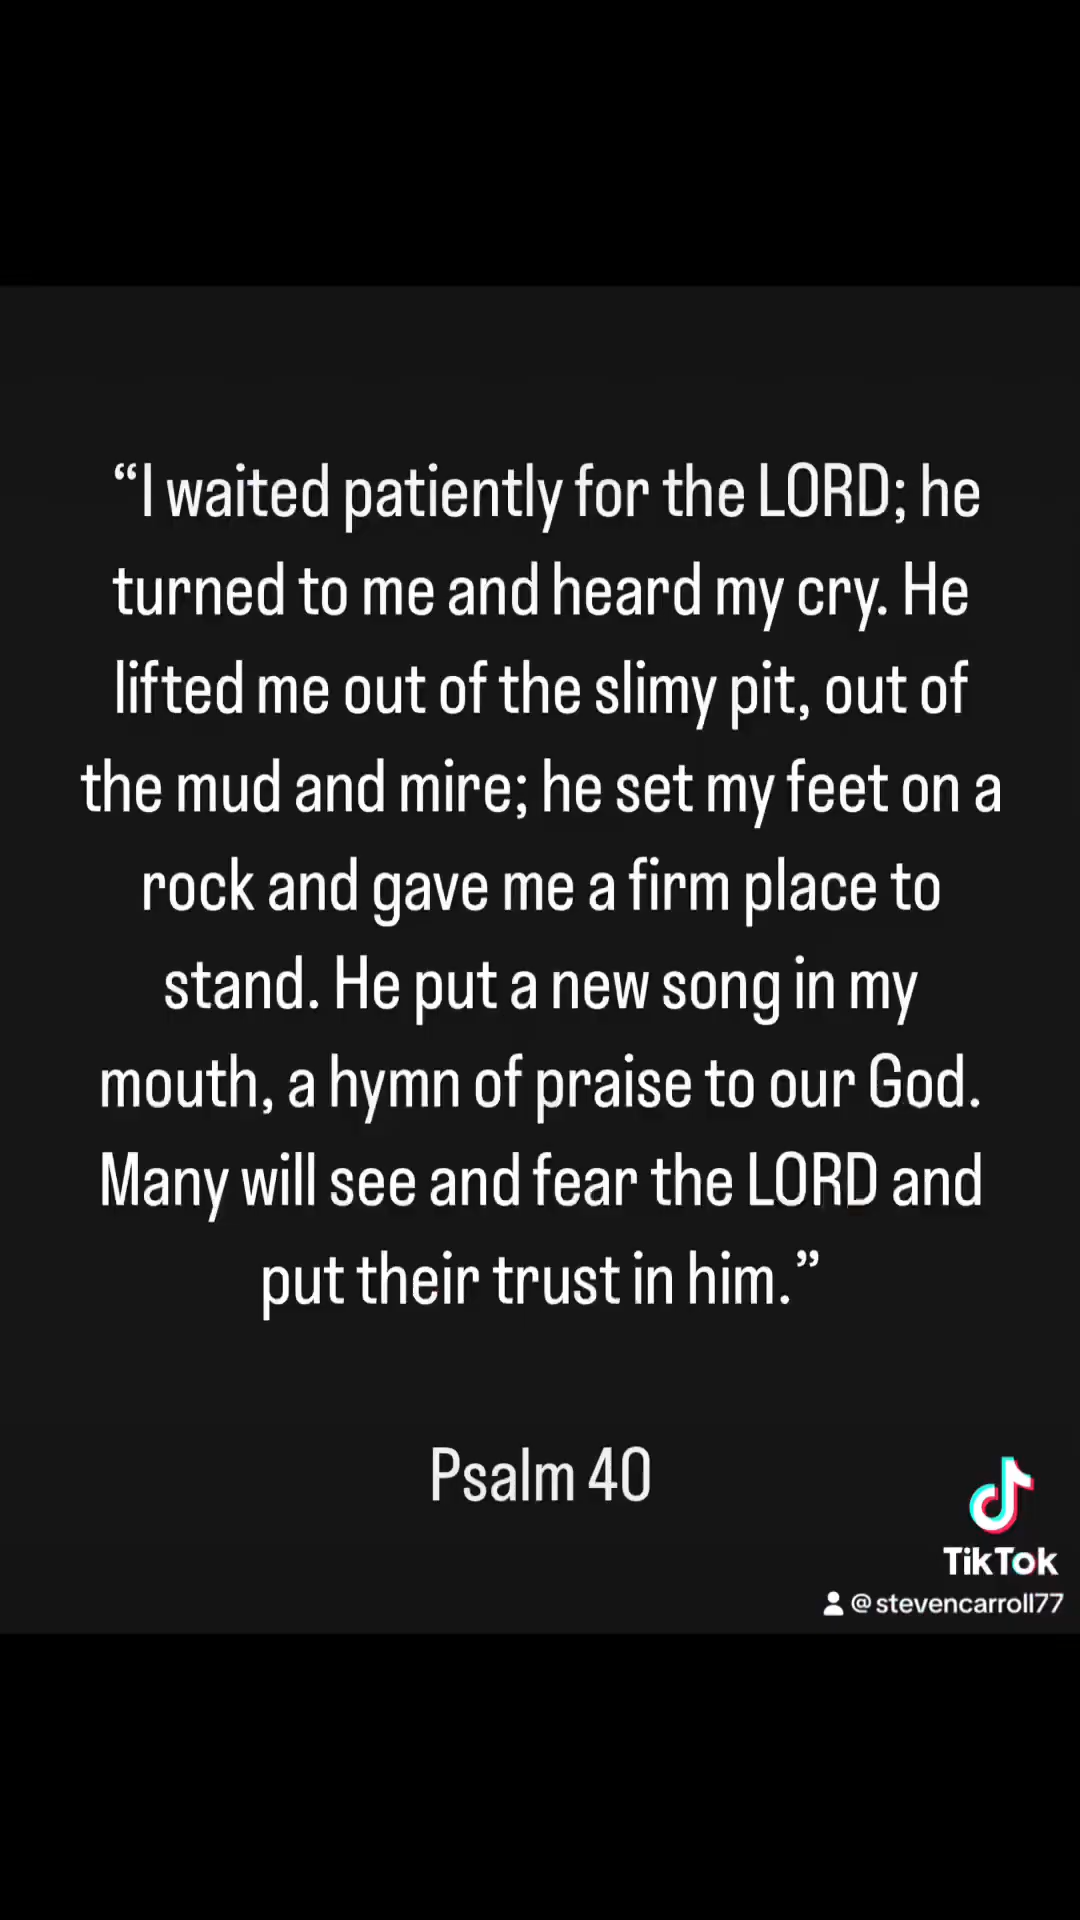 “I waited patiently for the LORD; he
turned to me and heard my cry. He
lifted me out of the slimy pit, out of
the mud and mire; he set my feet on a
rock and gave me a firm place to
stand. He put a new song in my
mouth, a hymn of praise to our God.
Many will see and fear the LORD and
put their trust in him.”
Psalm 40
TikTok
@stevencarroll77